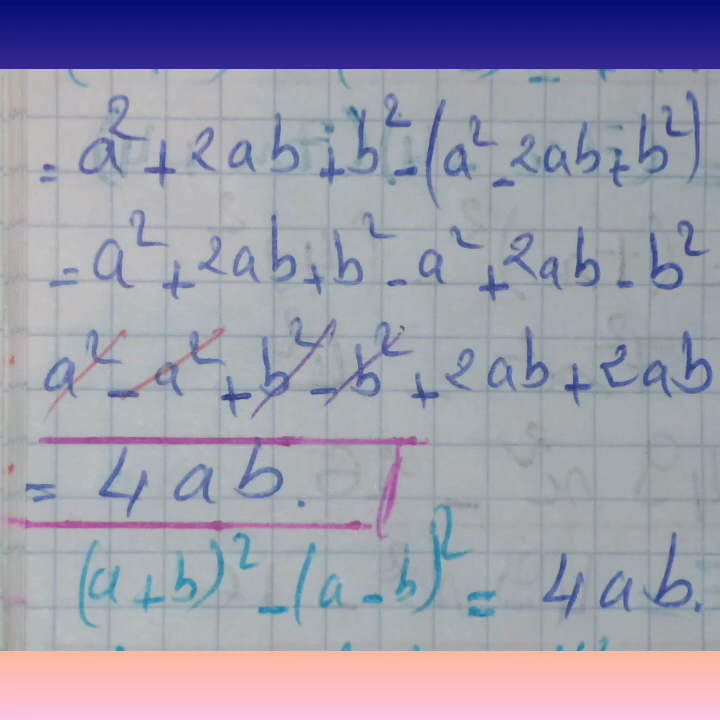 = a² + 2ab + b² - (a² - 2ab + b²)
= a² + 2ab + b² - a² + 2ab - b²
a² - a² + b² - b² + 2ab + 2ab
= 4ab.
(a + b)² - (a - b)² = 4ab.